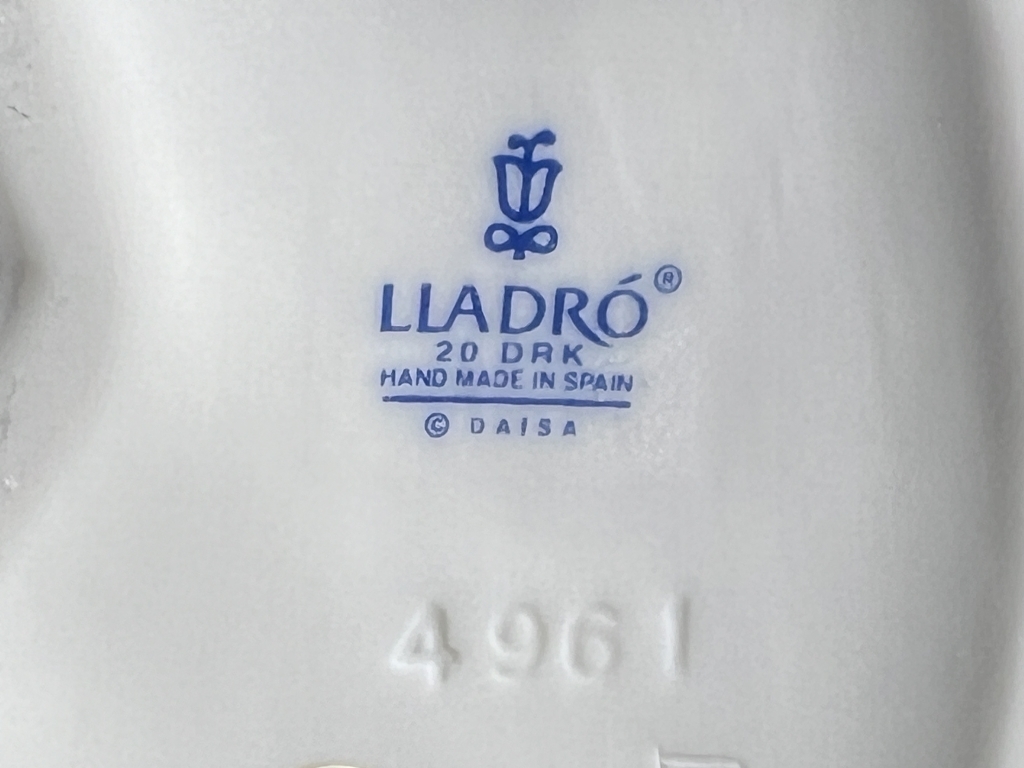 LLADRÓ®
20 DRK
HAND MADE IN SPAIN
© DAISA
4961